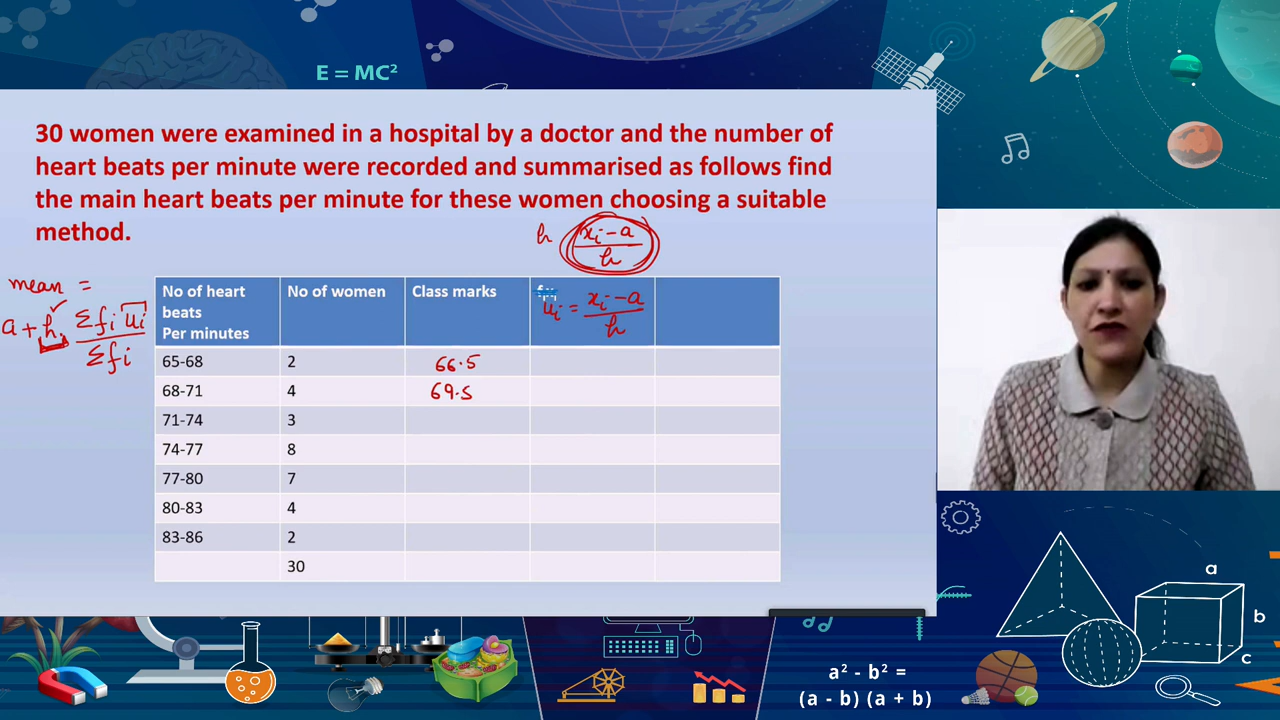 E = MC²
30 women were examined in a hospital by a doctor and the number of
heart beats per minute were recorded and summarised as follows find
the main heart beats per minute for these women choosing a suitable
method.
h (xᵢ-a)/h
mean =
a + h. Σfᵢ uᵢ / Σfᵢ
No of heart beats Per minutes | No of women | Class marks | uᵢ = (xᵢ-a)/h
65-68 2 66.5
68-71 4 69.5
71-74 3
74-77 8
77-80 7
80-83 4
83-86 2
30
a
b
c
a² - b² =
(a - b) (a + b)